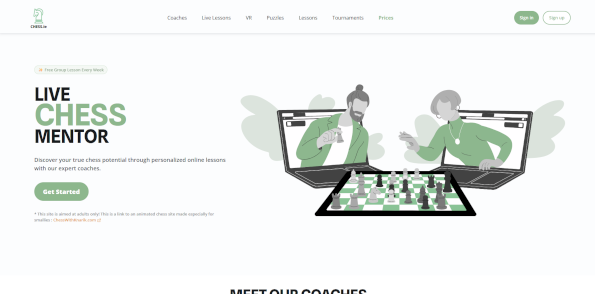 CHESS.ie
Coaches Live Lessons VR Puzzles Lessons Tournaments Prices
Sign in Sign up
Free Group Lesson Every Week
LIVE
CHESS
MENTOR
Discover your true chess potential through personalized online lessons
with our expert coaches.
Get Started
* This site is aimed at adults only! This is a link to an animated chess site made especially for
smallies :
MEET OUR COACHES